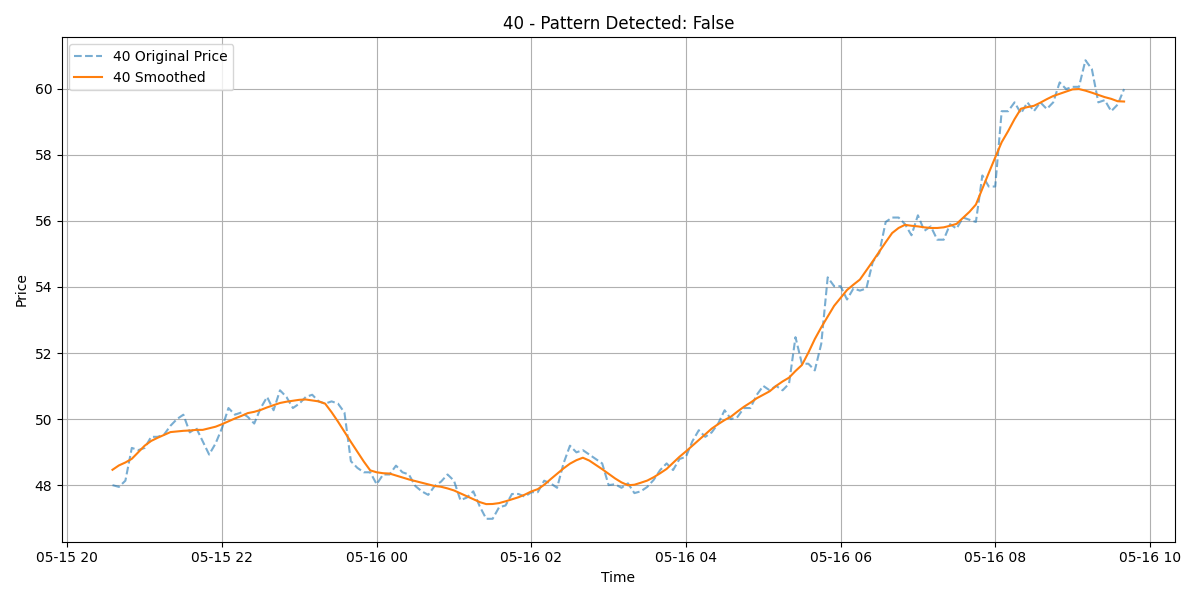 40 - Pattern Detected: False
40 Original Price
40 Smoothed
Price
60
58
56
54
52
50
48
05-15 20 05-15 22 05-16 00 05-16 02 05-16 04 05-16 06 05-16 08 05-16 10
Time